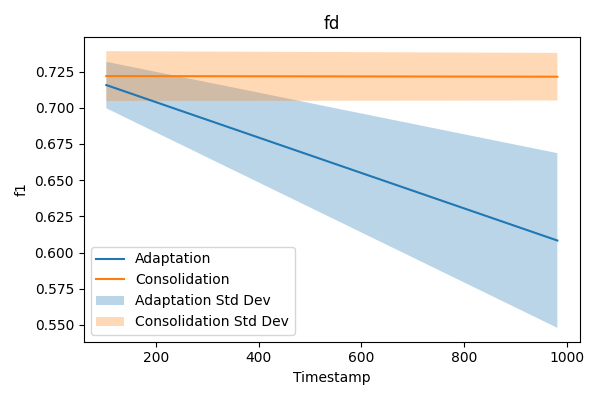 fd
0.725
0.700
0.675
0.650
0.625
0.600
0.575
0.550
f1
Adaptation
Consolidation
Adaptation Std Dev
Consolidation Std Dev
200
400
600
800
1000
Timestamp